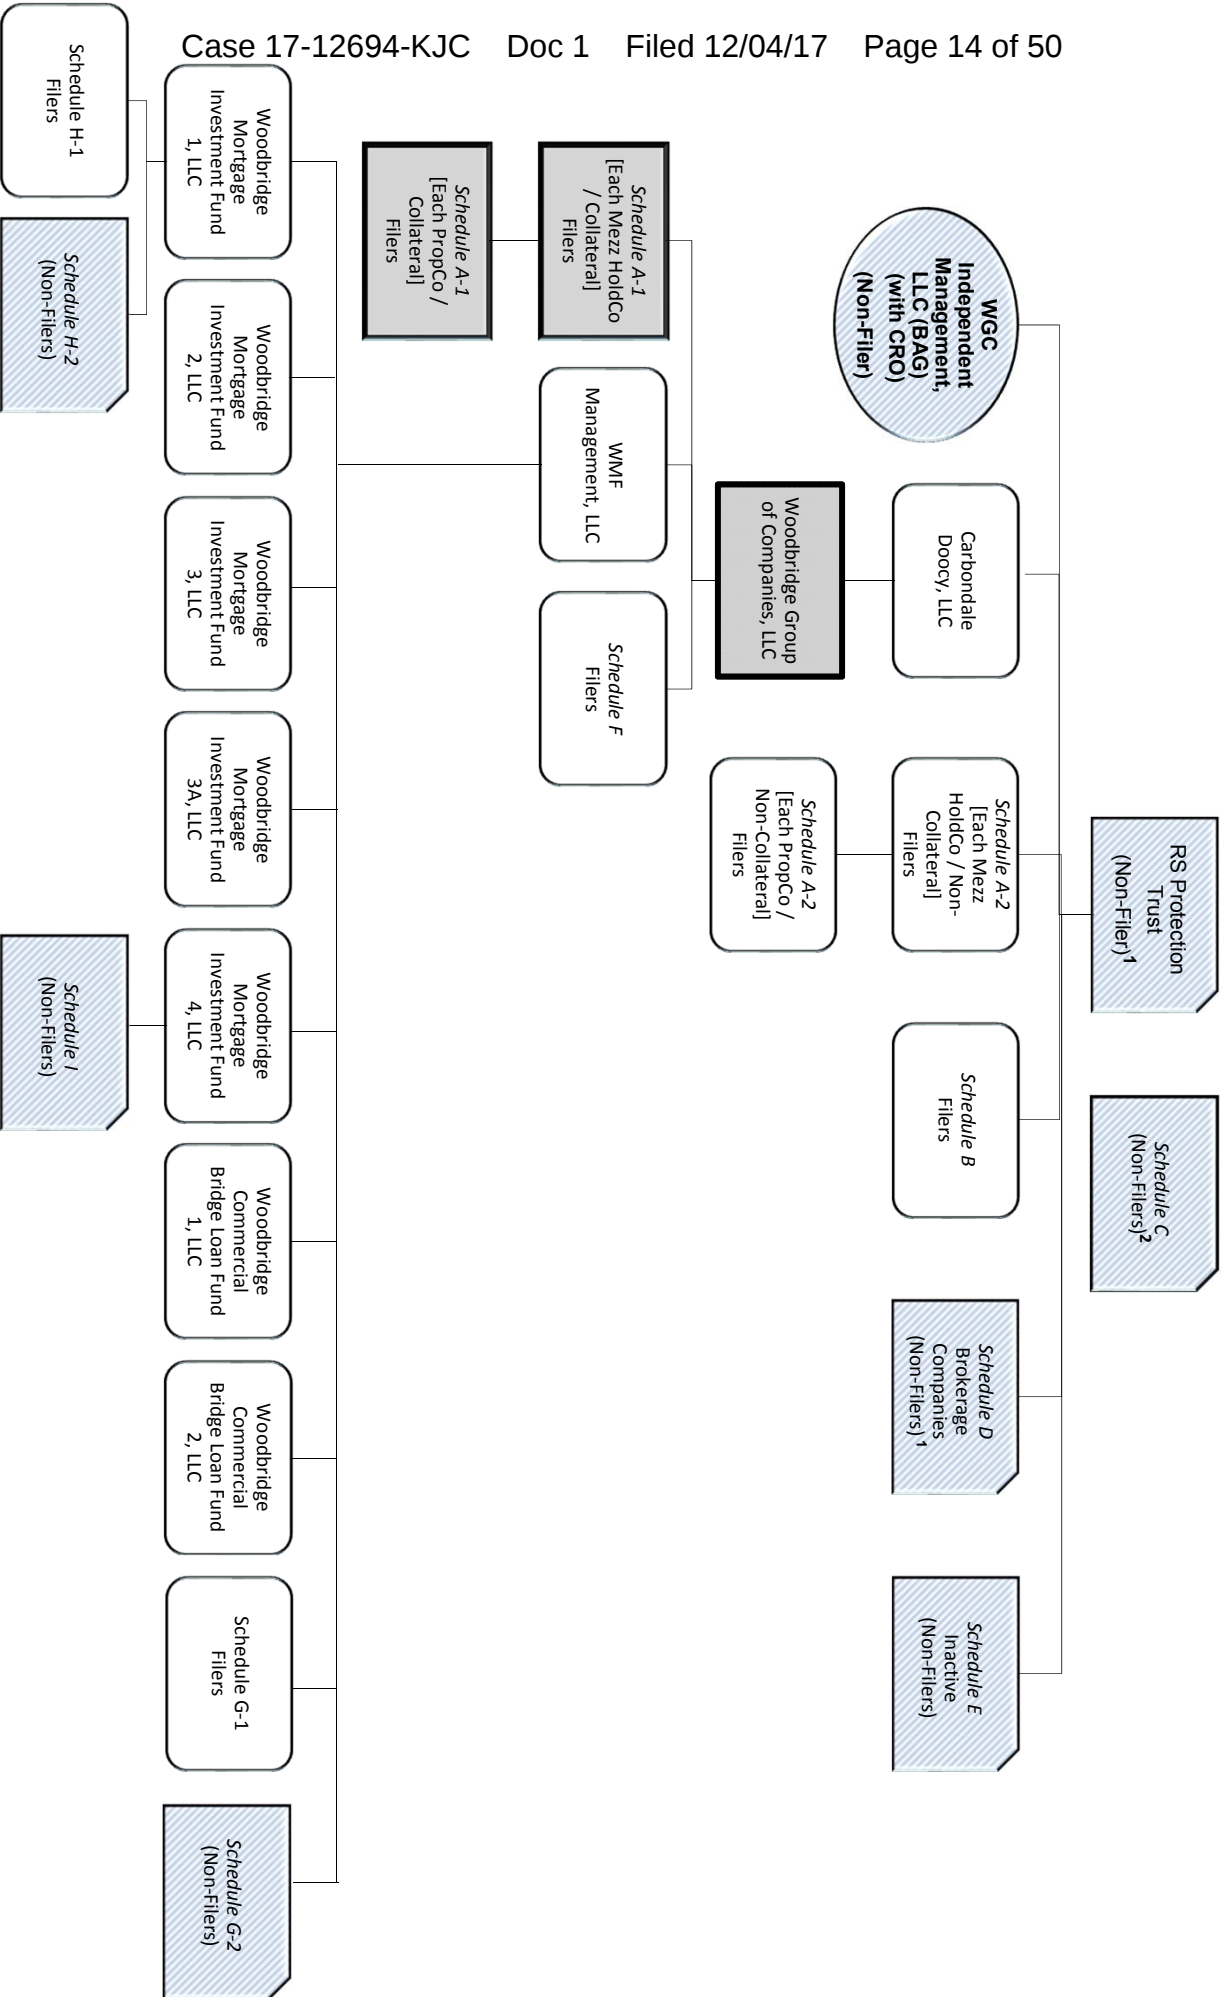 Case 17-12694-KJC Doc 1 Filed 12/04/17 Page 14 of 50
RS Protection
Trust
(Non-Filer)1
Schedule C
(Non-Filers)2
WGC
Independent
Management,
LLC (BAG)
(with CRO)
(Non-Filer)
Carbondale
Doocy, LLC
Schedule A-2
[Each Mezz
HoldCo / Non-
Collateral]
Filers
Schedule B
Filers
Schedule D
Brokerage
Companies
(Non-Filers) 1
Schedule E
Inactive
(Non-Filers)
Woodbridge Group
of Companies, LLC
Schedule A-2
[Each PropCo /
Non-Collateral]
Filers
Schedule A-1
[Each Mezz HoldCo
/ Collateral]
Filers
WMF
Management, LLC
Schedule F
Filers
Schedule A-1
[Each PropCo /
Collateral]
Filers
Woodbridge
Mortgage
Investment Fund
1, LLC
Woodbridge
Mortgage
Investment Fund
2, LLC
Woodbridge
Mortgage
Investment Fund
3, LLC
Woodbridge
Mortgage
Investment Fund
3A, LLC
Woodbridge
Mortgage
Investment Fund
4, LLC
Woodbridge
Commercial
Bridge Loan Fund
1, LLC
Woodbridge
Commercial
Bridge Loan Fund
2, LLC
Schedule G-1
Filers
Schedule G-2
(Non-Filers)
Schedule H-1
Filers
Schedule H-2
(Non-Filers)
Schedule I
(Non-Filers)